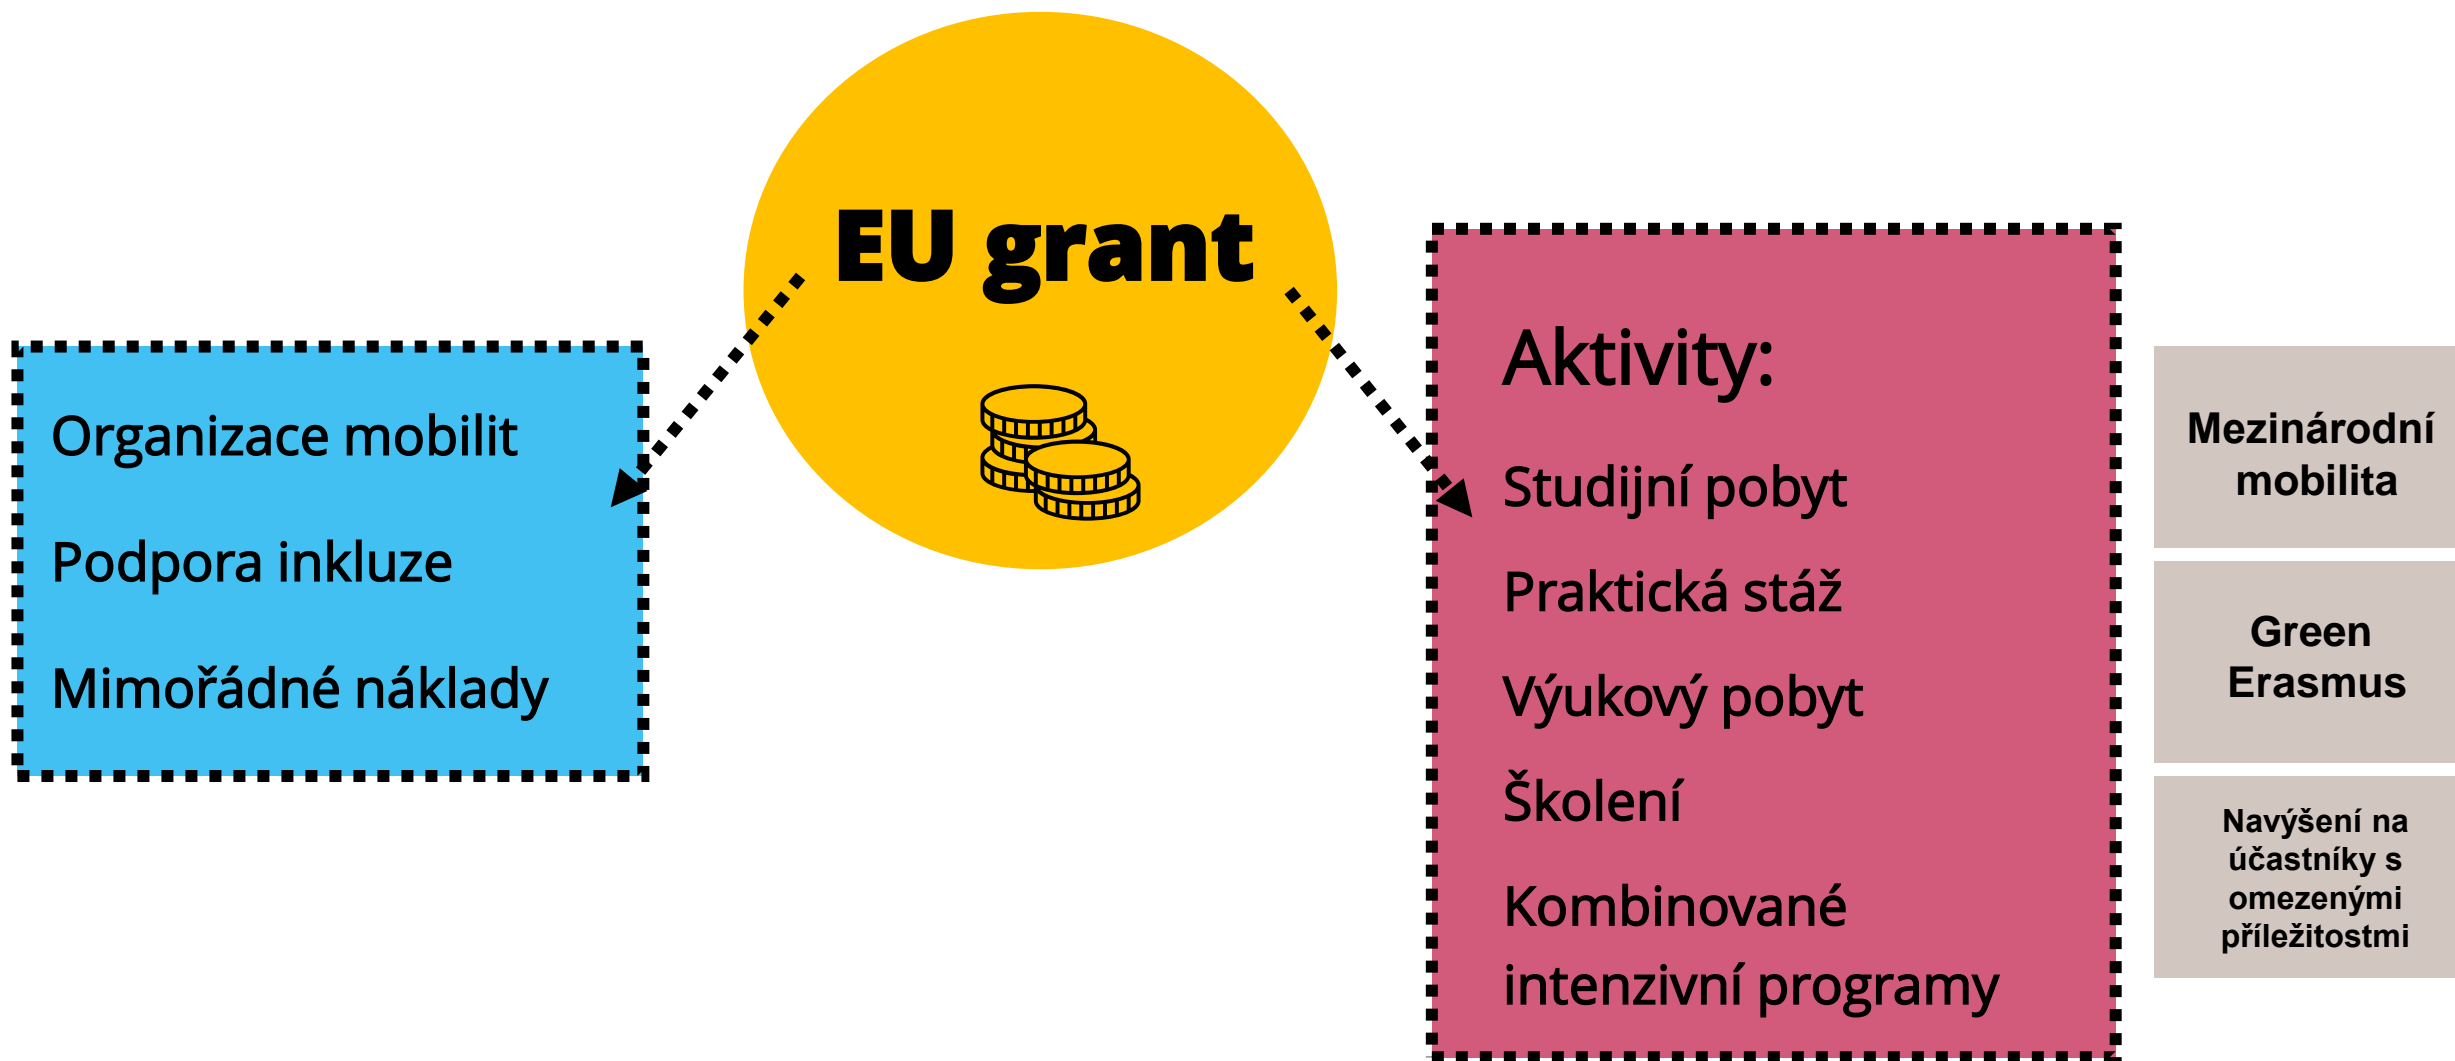 EU grant
Organizace mobilit
Podpora inkluze
Mimořádné náklady
Aktivity:
Studijní pobyt
Praktická stáž
Výukový pobyt
Školení
Kombinované
intenzivní programy
Mezinárodní
mobilita
Green
Erasmus
Navýšení na
účastníky s
omezenými
příležitostmi